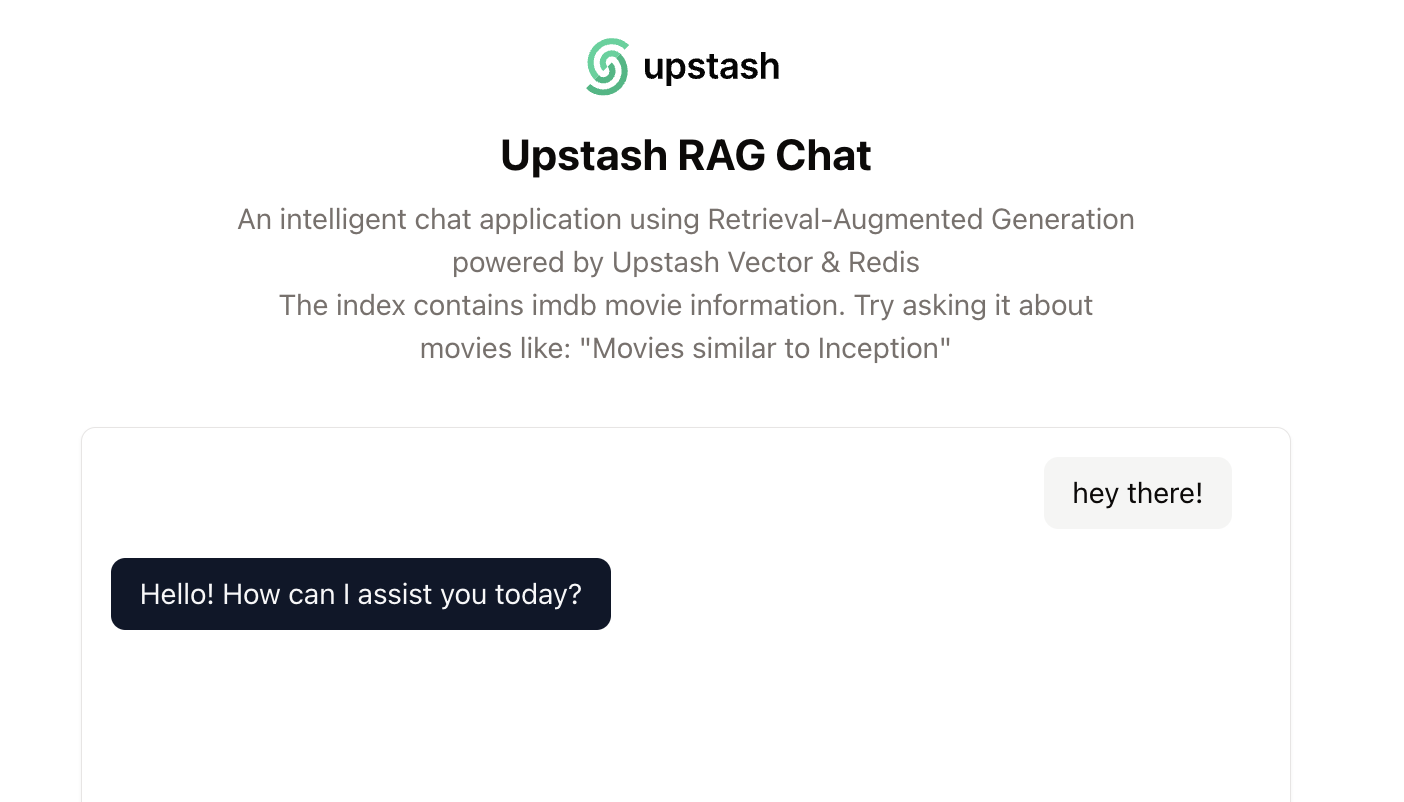 upstash
Upstash RAG Chat
An intelligent chat application using Retrieval-Augmented Generation
powered by Upstash Vector & Redis
The index contains imdb movie information. Try asking it about
movies like: "Movies similar to Inception"
hey there!
Hello! How can I assist you today?